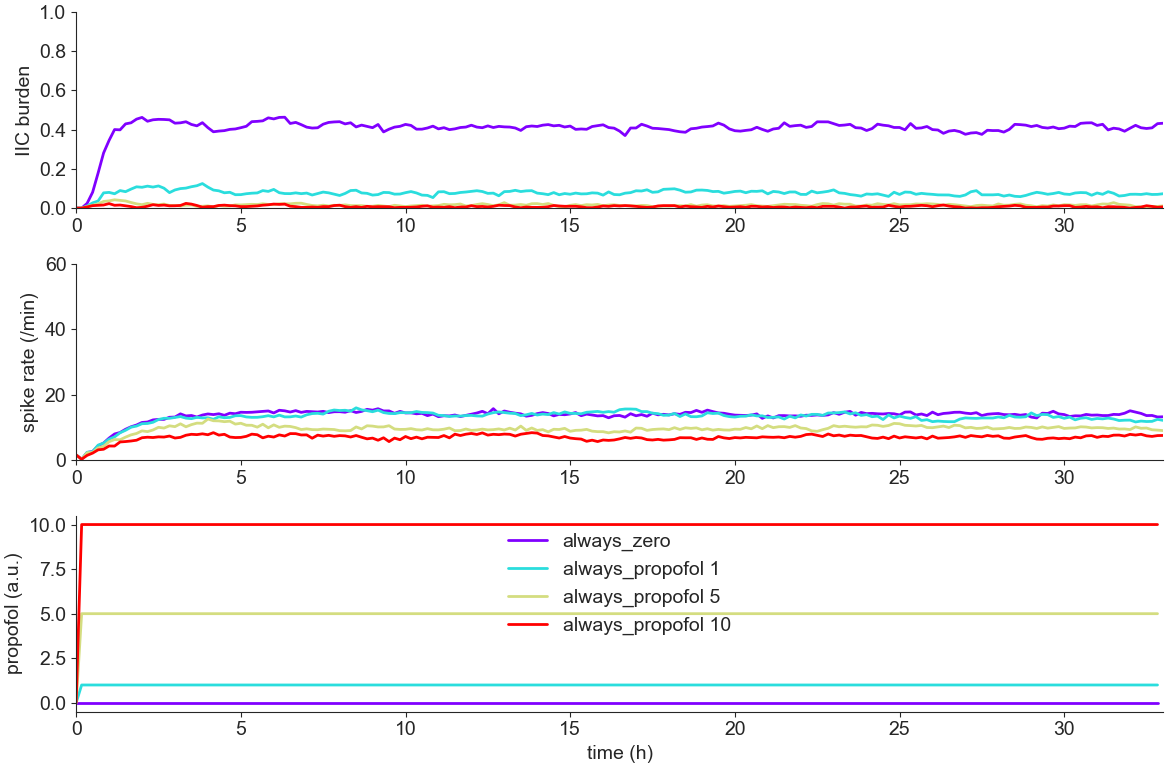 IIC burden
1.0
0.8
0.6
0.4
0.2
0.0
0 5 10 15 20 25 30
spike rate (/min)
60
40
20
0
0 5 10 15 20 25 30
propofol (a.u.)
10.0
7.5
5.0
2.5
0.0
always_zero
always_propofol 1
always_propofol 5
always_propofol 10
0 5 10 15 20 25 30
time (h)